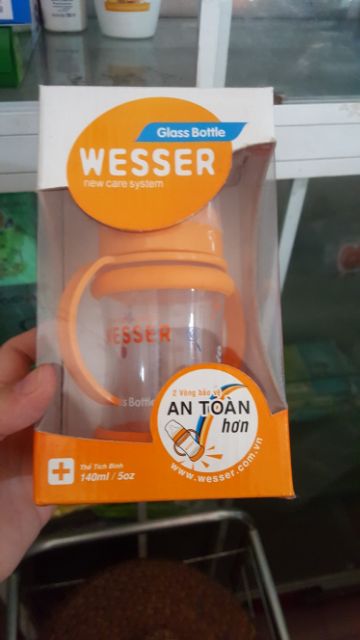 Glass Bottle
WESSER
new care system
WESSER
ss Bottle
2 Vòng bảo vệ
AN TOÀN
hơn
www.wesser.com.vn
Thể Tích Bình
140ml / 5oz